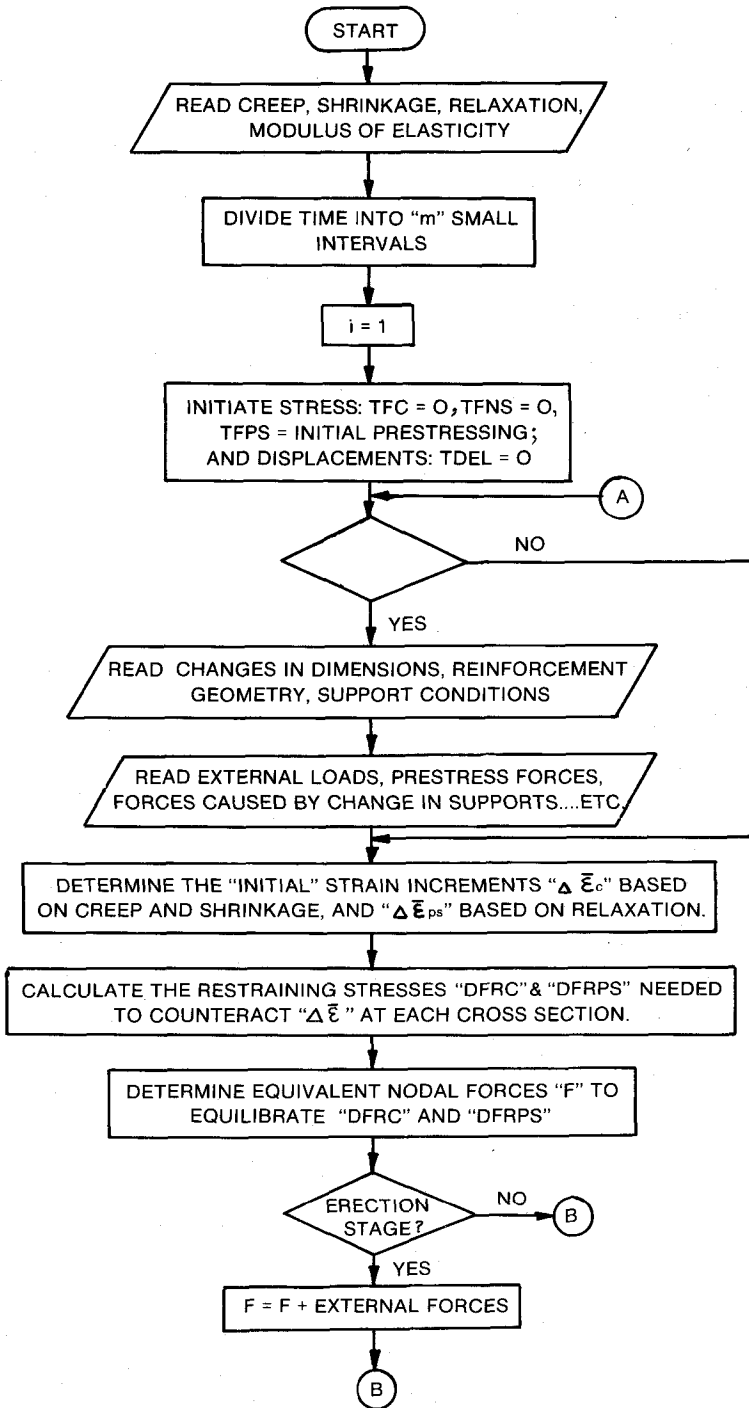 START
READ CREEP, SHRINKAGE, RELAXATION,
MODULUS OF ELASTICITY
DIVIDE TIME INTO “m” SMALL
INTERVALS
i = 1
INITIATE STRESS: TFC = O, TFNS = O,
TFPS = INITIAL PRESTRESSING;
AND DISPLACEMENTS: TDEL = O
A
NO
YES
READ CHANGES IN DIMENSIONS, REINFORCEMENT
GEOMETRY, SUPPORT CONDITIONS
READ EXTERNAL LOADS, PRESTRESS FORCES,
FORCES CAUSED BY CHANGE IN SUPPORTS....ETC.
DETERMINE THE “INITIAL” STRAIN INCREMENTS “Δ ε̄c” BASED
ON CREEP AND SHRINKAGE, AND “Δε̄ps” BASED ON RELAXATION.
CALCULATE THE RESTRAINING STRESSES “DFRC”& “DFRPS” NEEDED
TO COUNTERACT “Δε̄ ” AT EACH CROSS SECTION.
DETERMINE EQUIVALENT NODAL FORCES “F” TO
EQUILIBRATE “DFRC” AND “DFRPS”
ERECTION
STAGE?
NO
B
YES
F = F + EXTERNAL FORCES
B